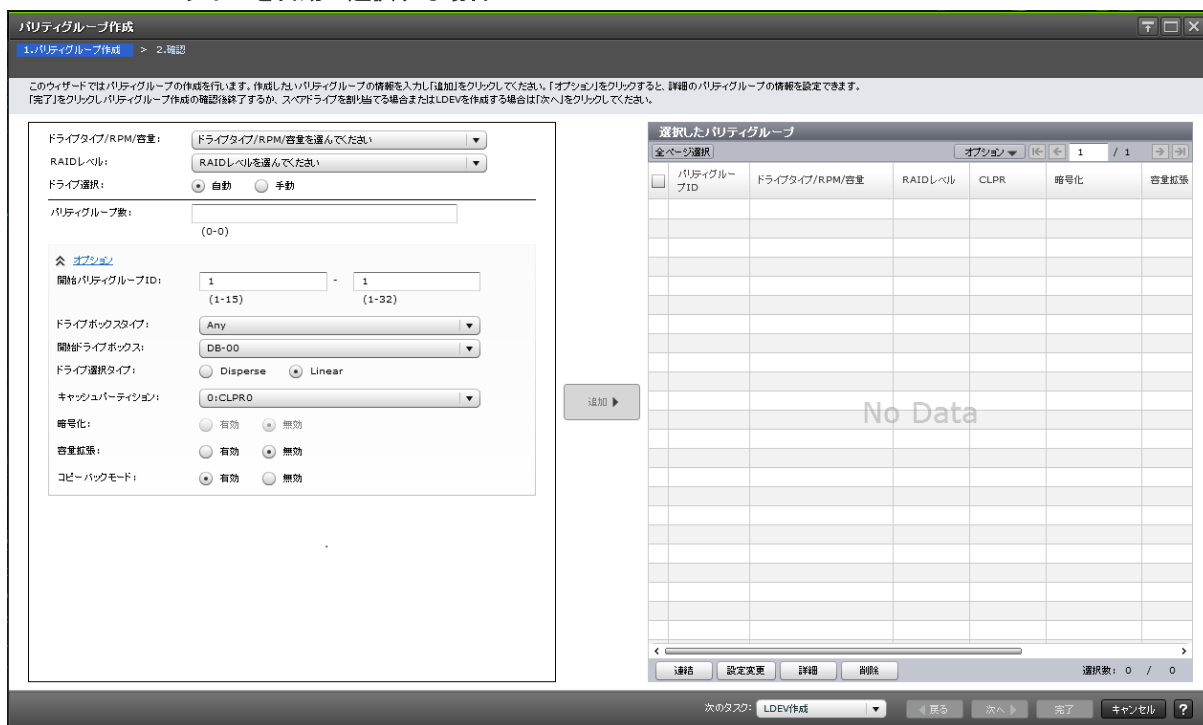 パリティグループ作成
1.パリティグループ作成 > 2.確認
このウィザードではパリティグループの作成を行います。作成したいパリティグループの情報を入力し「追加」をクリックしてください。「オプション」をクリックすると、詳細のパリティグループの情報を設定できます。
「完了」をクリックしパリティグループ作成の確認後終了するか、スペアドライブを割り当てる場合またはLDEVを作成する場合は「次へ」をクリックしてください。
ドライブタイプ/RPM/容量: ドライブタイプ/RPM/容量を選んでください
RAIDレベル: RAIDレベルを選んでください
ドライブ選択: 自動 手動
パリティグループ数:
(0-0)
オプション
開始パリティグループID: 1 - 1
(1-15) (1-32)
ドライブボックスタイプ: Any
開始ドライブボックス: DB-00
ドライブ選択タイプ: Disperse Linear
キャッシュパーティション: 0:CLPR0
暗号化: 有効 無効
容量拡張: 有効 無効
コピーバックモード: 有効 無効
追加
選択したパリティグループ
全ページ選択 オプション 1 / 1
パリティグループID ドライブタイプ/RPM/容量 RAIDレベル CLPR 暗号化 容量拡張
No Data
連結 設定変更 詳細 削除 選択数: 0 / 0
次のタスク: LDEV作成 戻る 次へ 完了 キャンセル ?